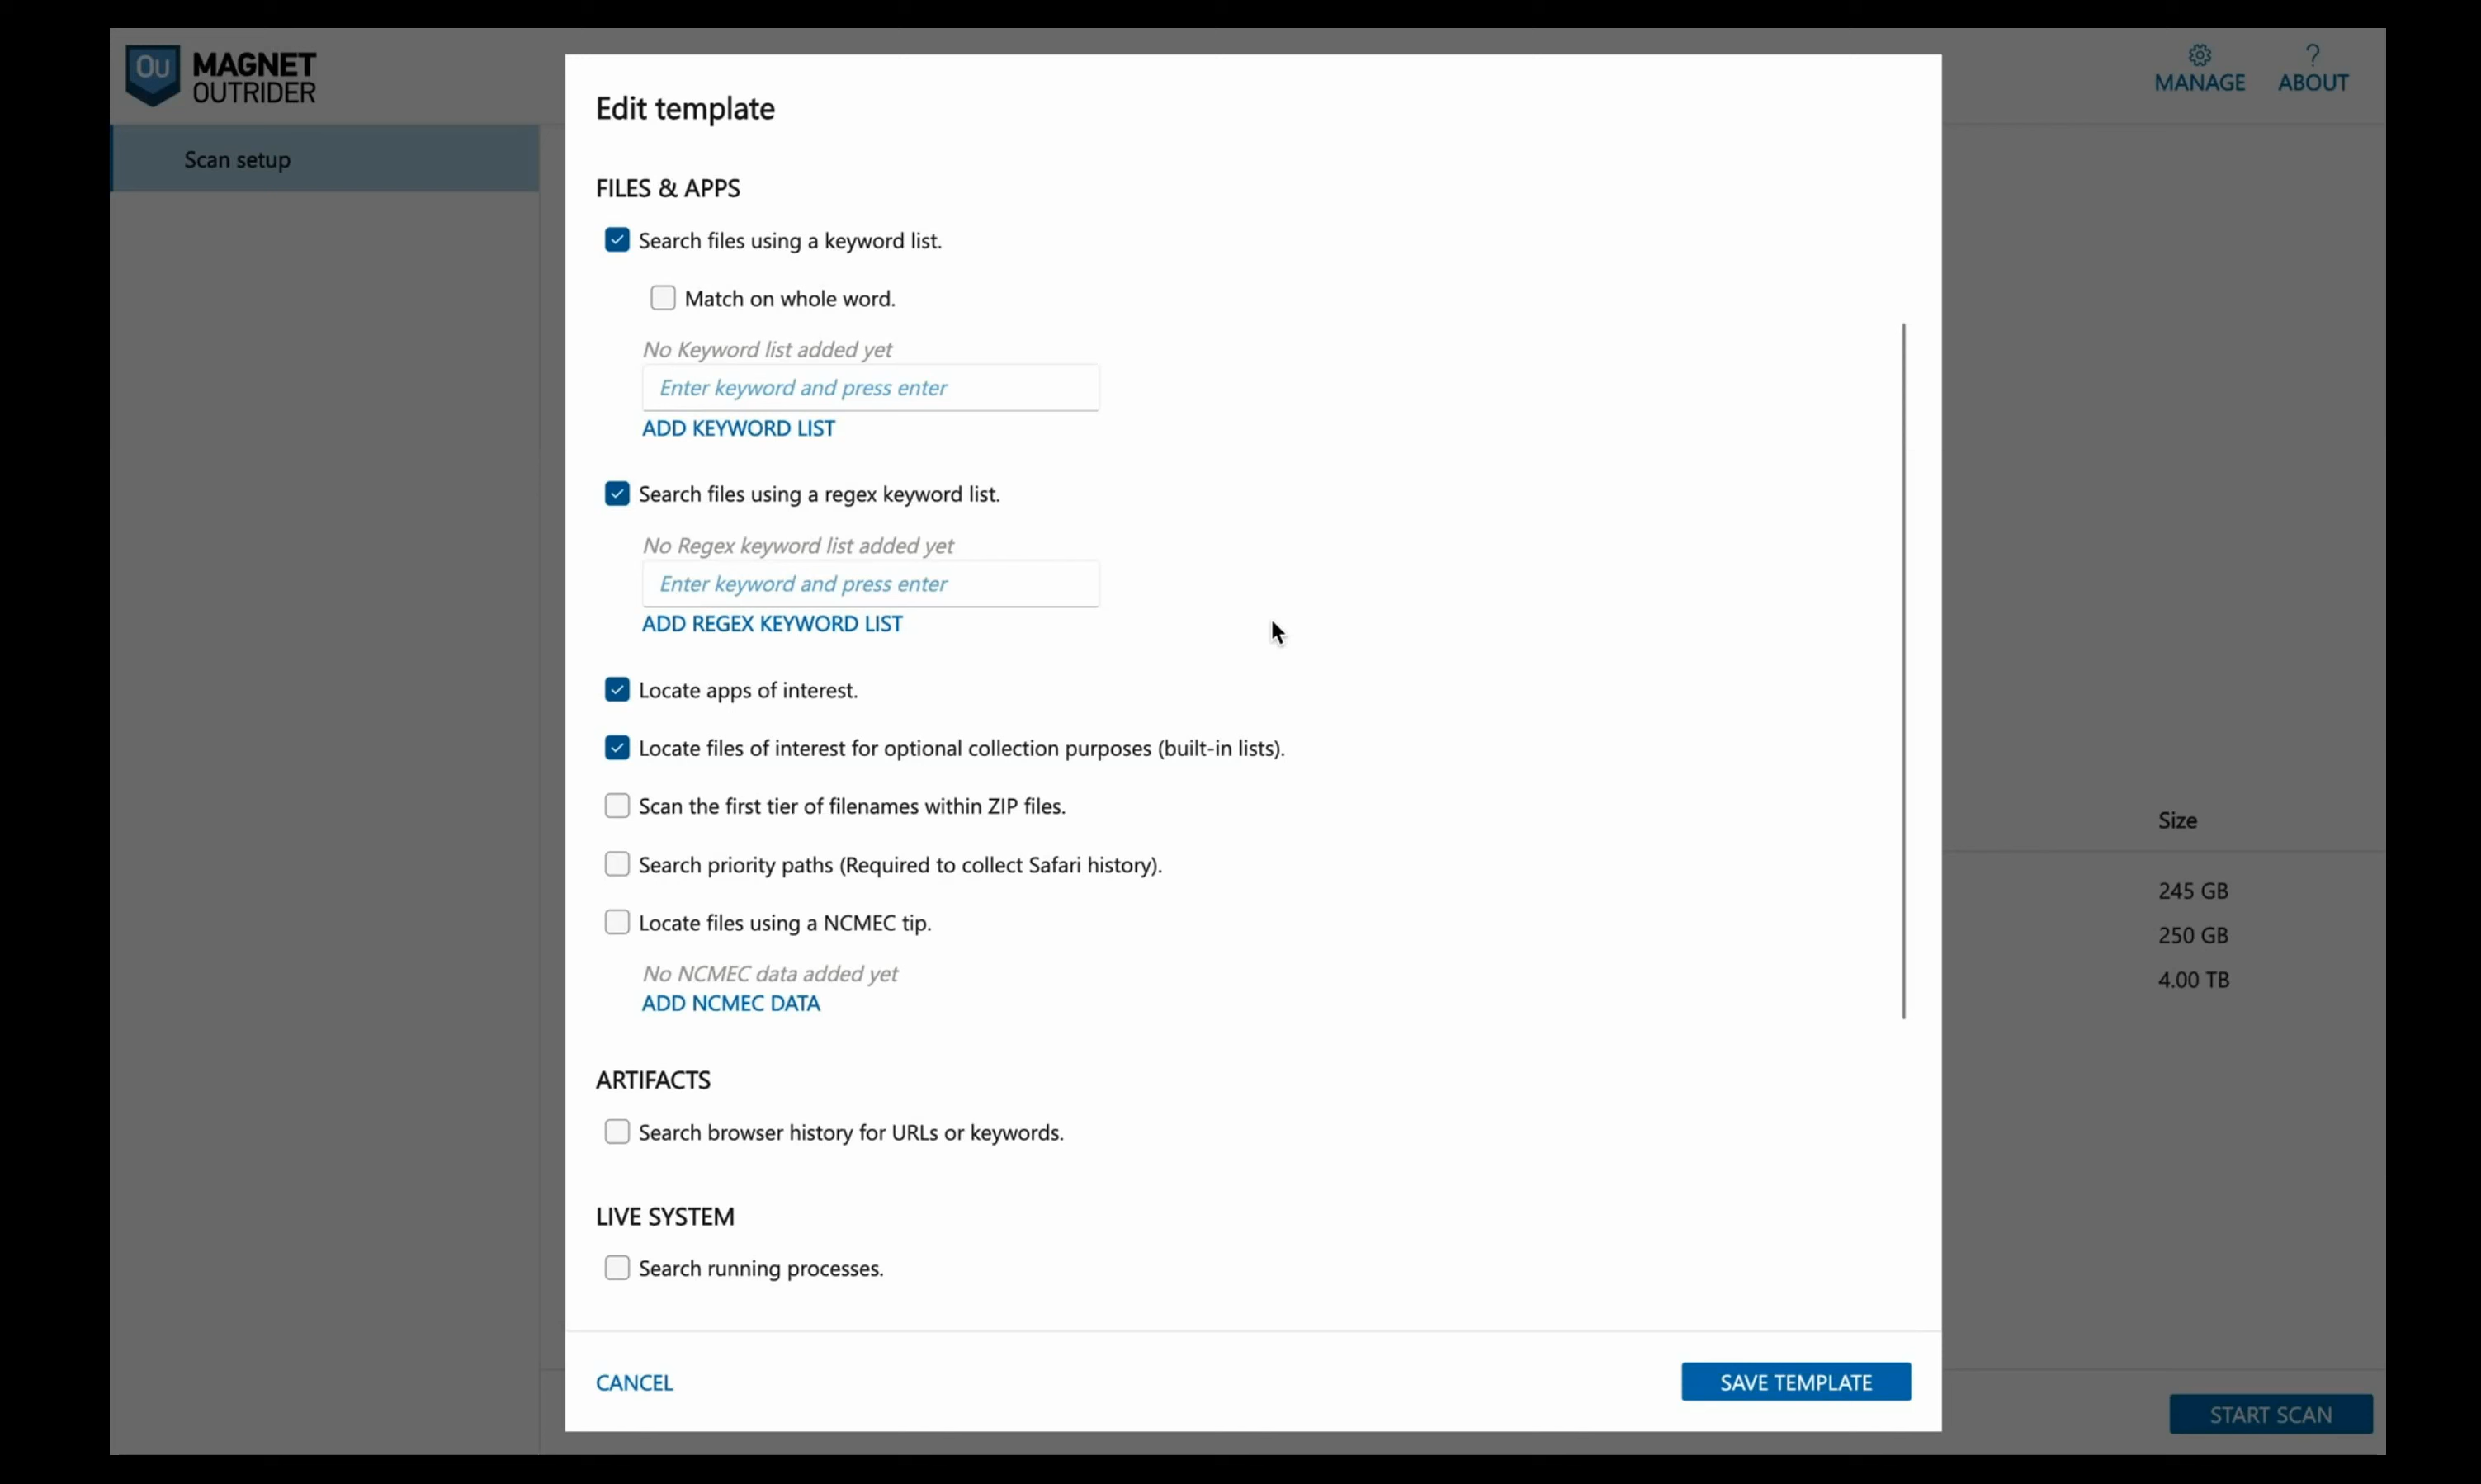 Ou MAGNET
OUTRIDER
MANAGE
? ABOUT
Scan setup
Edit template
FILES & APPS
Search files using a keyword list.
Match on whole word.
No Keyword list added yet
Enter keyword and press enter
ADD KEYWORD LIST
Search files using a regex keyword list.
No Regex keyword list added yet
Enter keyword and press enter
ADD REGEX KEYWORD LIST
Locate apps of interest.
Locate files of interest for optional collection purposes (built-in lists).
Scan the first tier of filenames within ZIP files.
Search priority paths (Required to collect Safari history).
Locate files using a NCMEC tip.
No NCMEC data added yet
ADD NCMEC DATA
ARTIFACTS
Search browser history for URLs or keywords.
LIVE SYSTEM
Search running processes.
CANCEL
SAVE TEMPLATE
Size
245 GB
250 GB
4.00 TB
START SCAN